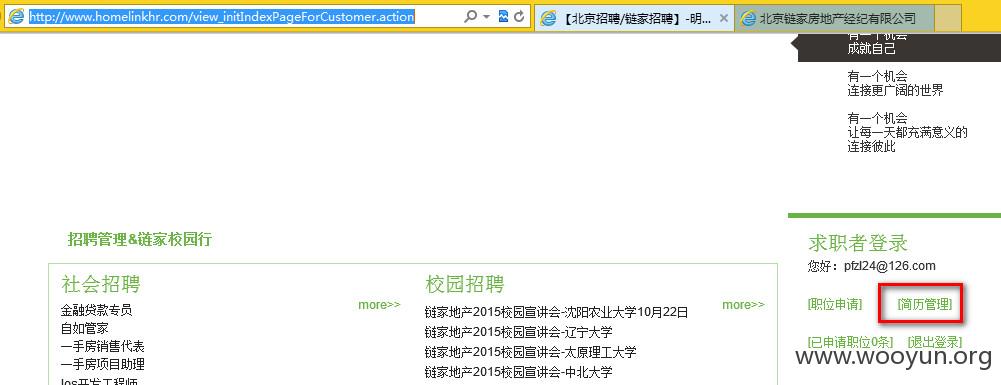 http://www.homelinkhr.com/view_initIndexPageForCustomer.action
【北京招聘/链家招聘】-明...
北京链家房地产经纪有限公司
有一个机会
成就自己
有一个机会
连接更广阔的世界
有一个机会
让每一天都充满意义的
连接彼此
招聘管理&链家校园行
社会招聘
more>>
金融贷款专员
自如管家
一手房销售代表
一手房项目助理
Ios开发工程师
校园招聘
more>>
链家地产2015校园宣讲会-沈阳农业大学10月22日
链家地产2015校园宣讲会-辽宁大学
链家地产2015校园宣讲会-太原理工大学
链家地产2015校园宣讲会-中北大学
求职者登录
您好：pfzl24@126.com
[职位申请] [简历管理]
[已申请职位0条] [退出登录]
www.wooyun.org